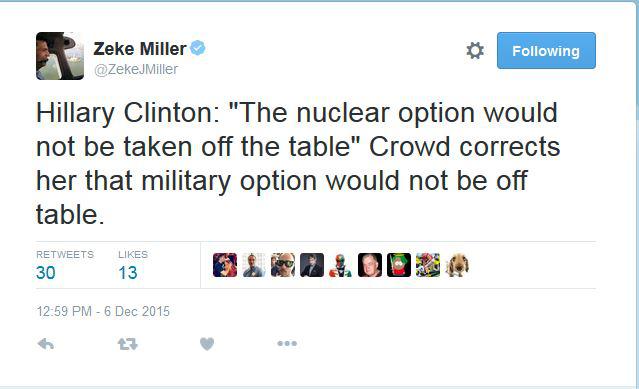 Zeke Miller
@ZekeJMiller
Following
Hillary Clinton: "The nuclear option would
not be taken off the table" Crowd corrects
her that military option would not be off
table.
RETWEETS LIKES
30 13
12:59 PM - 6 Dec 2015